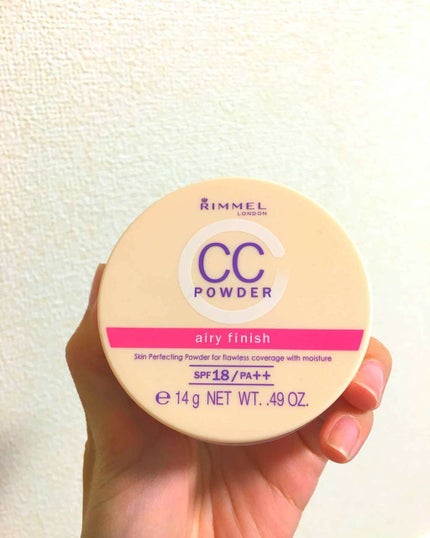 RIMMEL
LONDON
CC
POWDER
airy finish
Skin Perfecting Powder for flawless coverage with moisture
SPF18/PA++
℮ 14 g NET WT. .49 OZ.